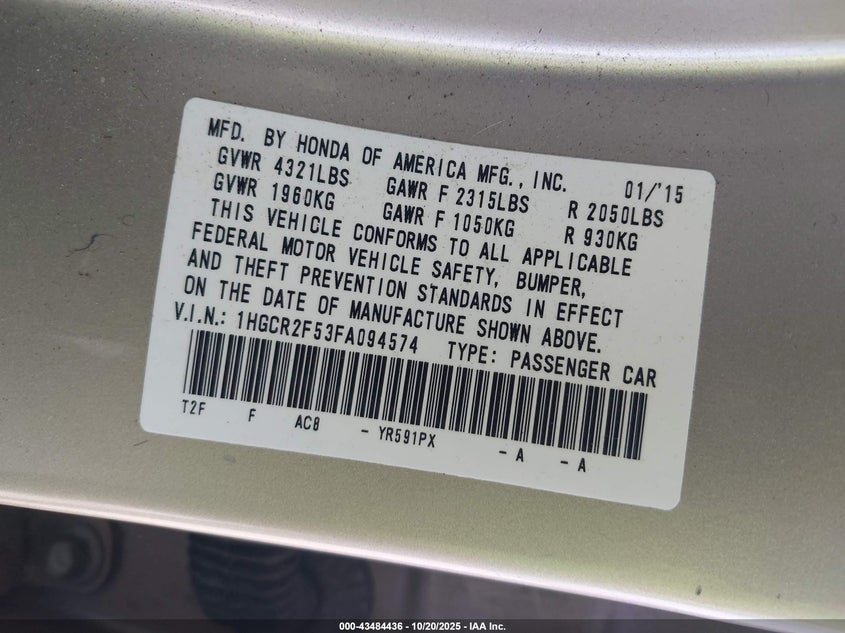 MFD. BY HONDA OF AMERICA MFG., INC. 01/'15
GVWR 4321LBS GAWR F 2315LBS R 2050LBS
GVWR 1960KG GAWR F 1050KG R 930KG
THIS VEHICLE CONFORMS TO ALL APPLICABLE
FEDERAL MOTOR VEHICLE SAFETY, BUMPER,
AND THEFT PREVENTION STANDARDS IN EFFECT
ON THE DATE OF MANUFACTURE SHOWN ABOVE.
V.I.N.: 1HGCR2F53FA094574 TYPE: PASSENGER CAR
T2F F AC8 - YR591PX - A - A
000-43484436 - 10/20/2025 - IAA Inc.